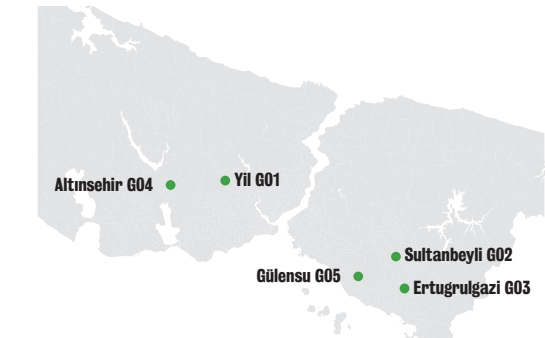 Altınsehir G04
Yil G01
Sultanbeyli G02
Gülensu G05
Ertugrulgazi G03